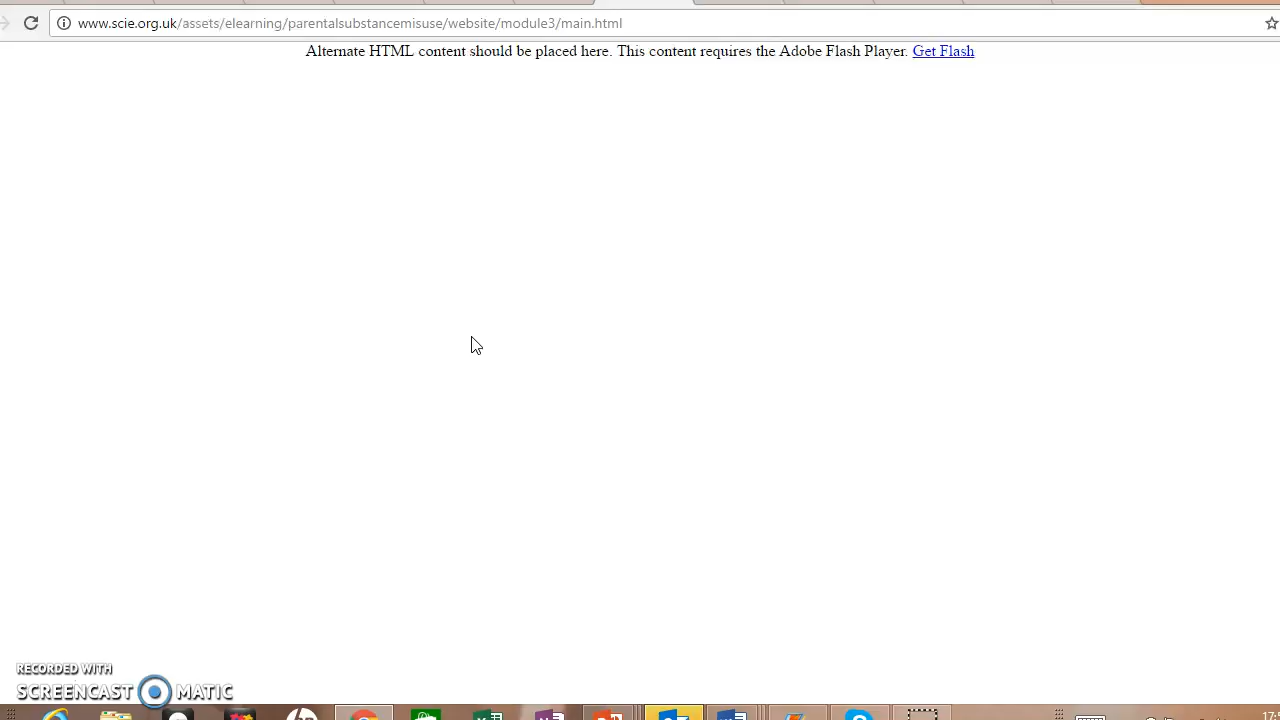 www.scie.org.uk/assets/elearning/parentalsubstancemisuse/website/module3/main.html
Alternate HTML content should be placed here. This content requires the Adobe Flash Player. Get Flash
RECORDED WITH
SCREENCAST MATIC